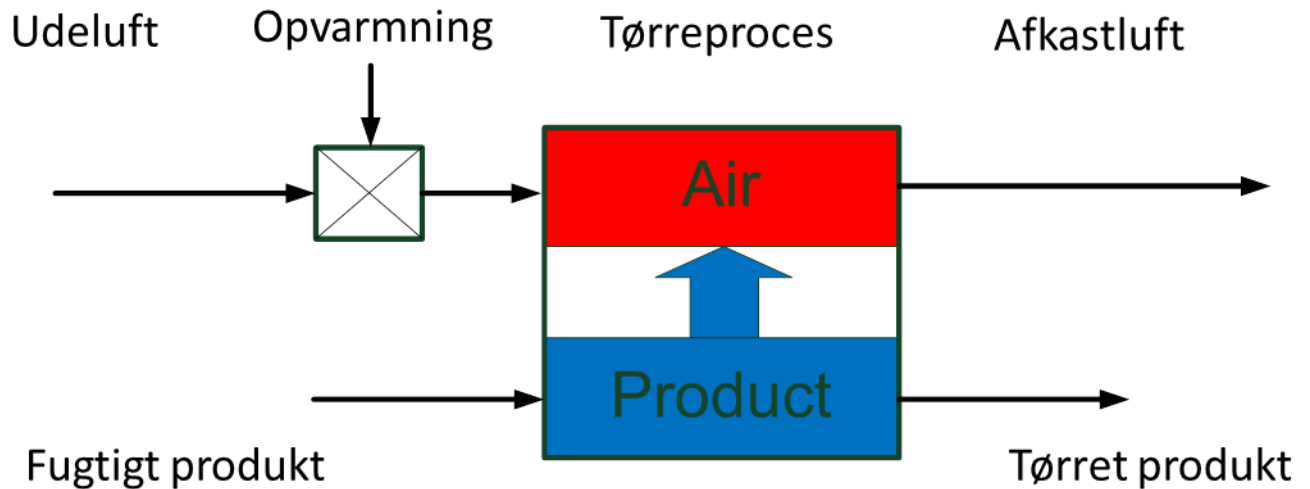 Udeluft
Opvarmning
Tørreproces
Afkastluft
Air
Product
Fugtigt produkt
Tørret produkt